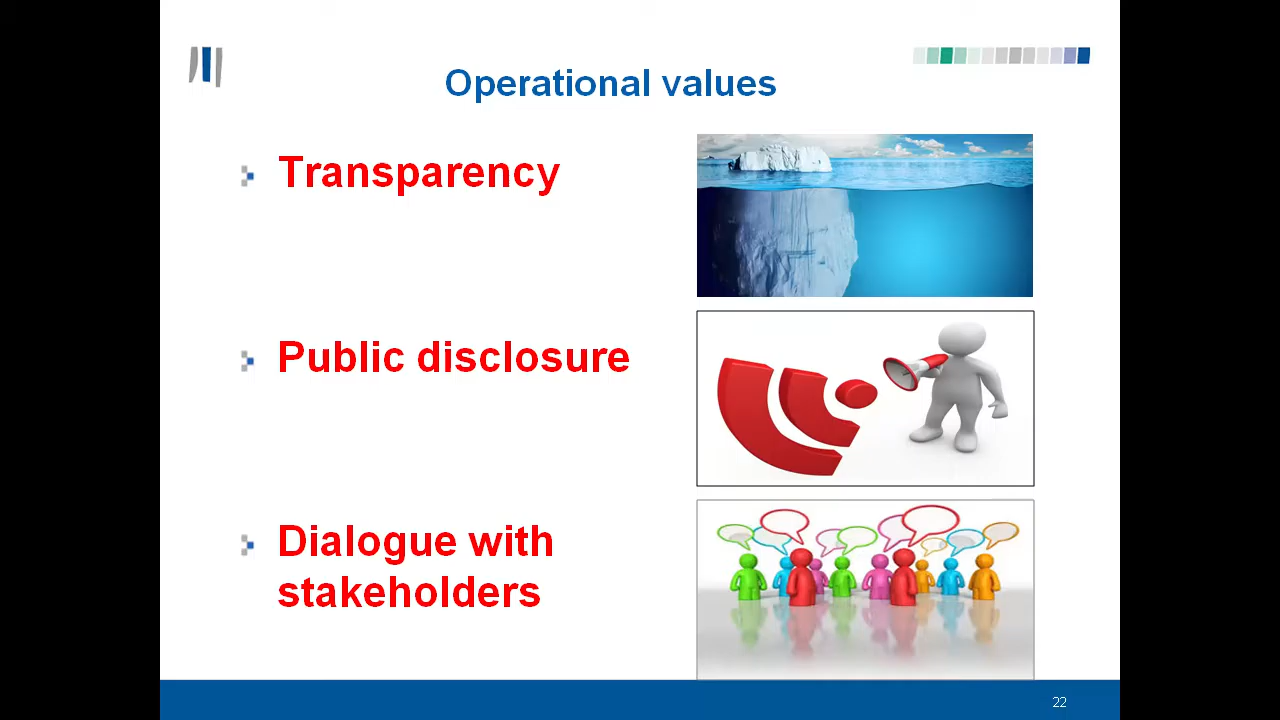 Operational values
Transparency
Public disclosure
Dialogue with
stakeholders
22